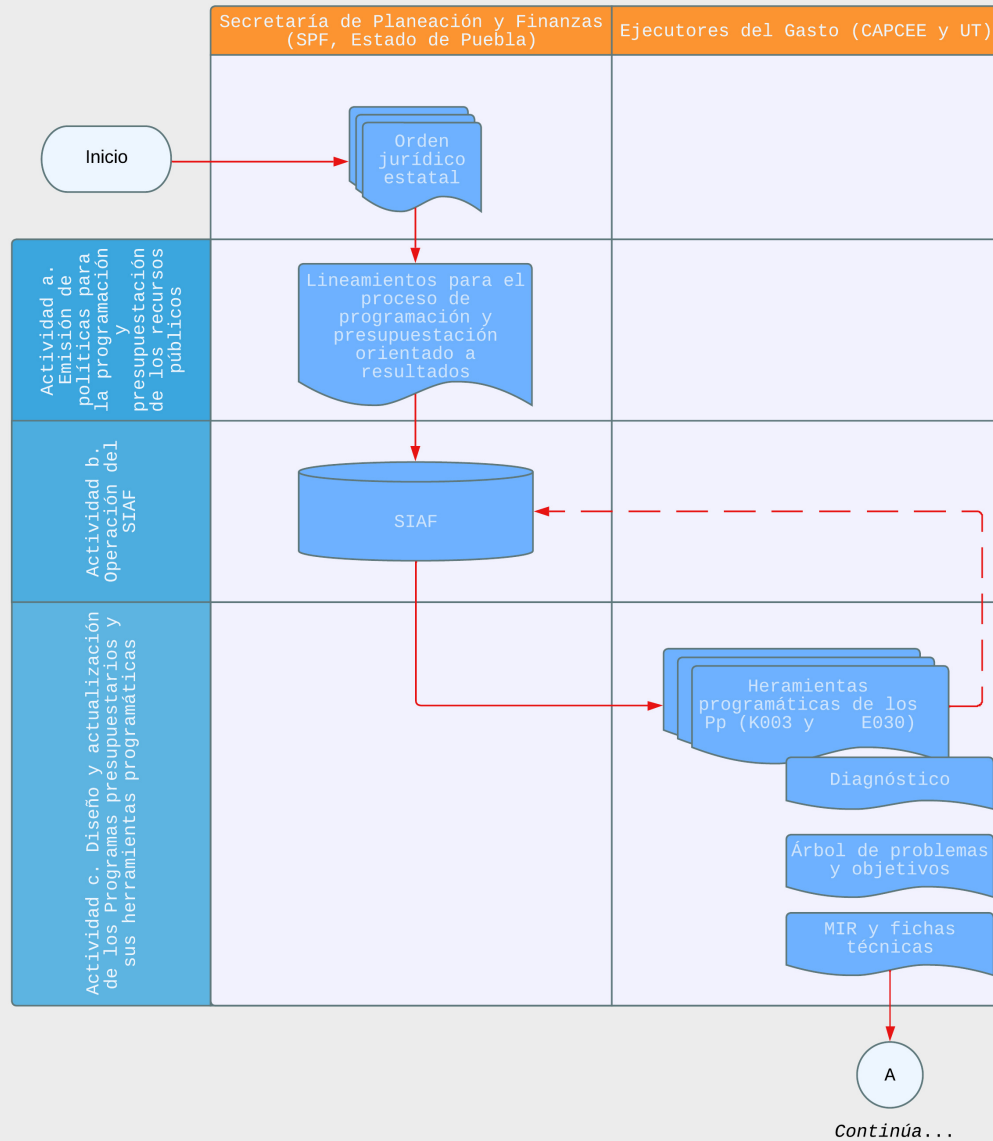 Secretaría de Planeación y Finanzas
(SPF, Estado de Puebla)
Ejecutores del Gasto (CAPCEE y UT)
Inicio
Orden
jurídico
estatal
Actividad a.
Emisión de
políticas para
la programación
y
presupuestación
de los recursos
públicos
Lineamientos para el
proceso de
programación y
presupuestación
orientado a
resultados
Actividad b.
Operación del
SIAF
SIAF
Actividad c. Diseño y actualización
de los Programas presupuestarios y
sus herramientas programáticas
Heramientas
programáticas de los
Pp (K003 y E030)
Diagnóstico
Árbol de problemas
y objetivos
MIR y fichas
técnicas
A
Continúa...